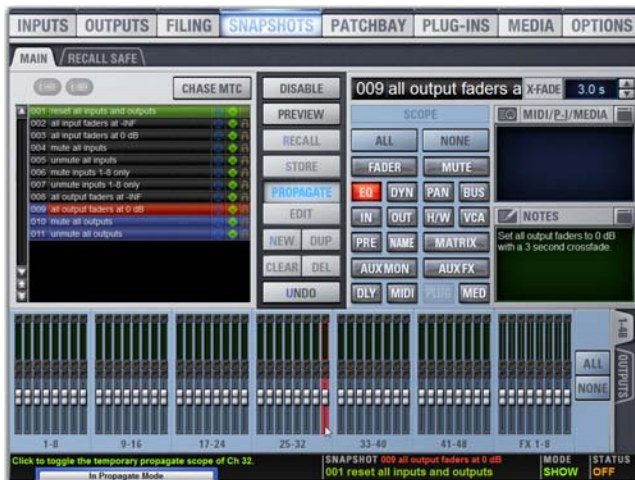 INPUTS OUTPUTS FILING SNAPSHOTS PATCHBAY PLUG-INS MEDIA OPTIONS
MAIN RECALL SAFE
CHASE MTC
001 reset all inputs and outputs
002 all input faders at -INF
003 all input faders at 0 dB
004 mute all inputs
005 unmute all inputs
006 mute inputs 1-8 only
007 unmute inputs 1-8 only
008 all output faders at -INF
009 all output faders at 0 dB
010 mute all outputs
011 unmute all outputs
DISABLE
PREVIEW
RECALL
STORE
PROPAGATE
EDIT
NEW DUP
CLEAR DEL
UNDO
009 all output faders a X-FADE 3.0 s
SCOPE
ALL NONE
FADER MUTE
EQ DYN PAN BUS
IN OUT H/W VCA
PRE NAME MATRIX
AUX MON AUX FX
DLY MIDI PLUG MED
MIDI/P-I/MEDIA
NOTES
Set all output faders to 0 dB
with a 3 second crossfade.
1-48
OUTPUTS
ALL
NONE
1-8 9-16 17-24 25-32 33-40 41-48 FX 1-8
Click to toggle the temporary propagate scope of Ch 32.
In Propagate Mode
SNAPSHOT 009 all output faders at 0 dB
001 reset all inputs and outputs
MODE
SHOW
STATUS
OFF